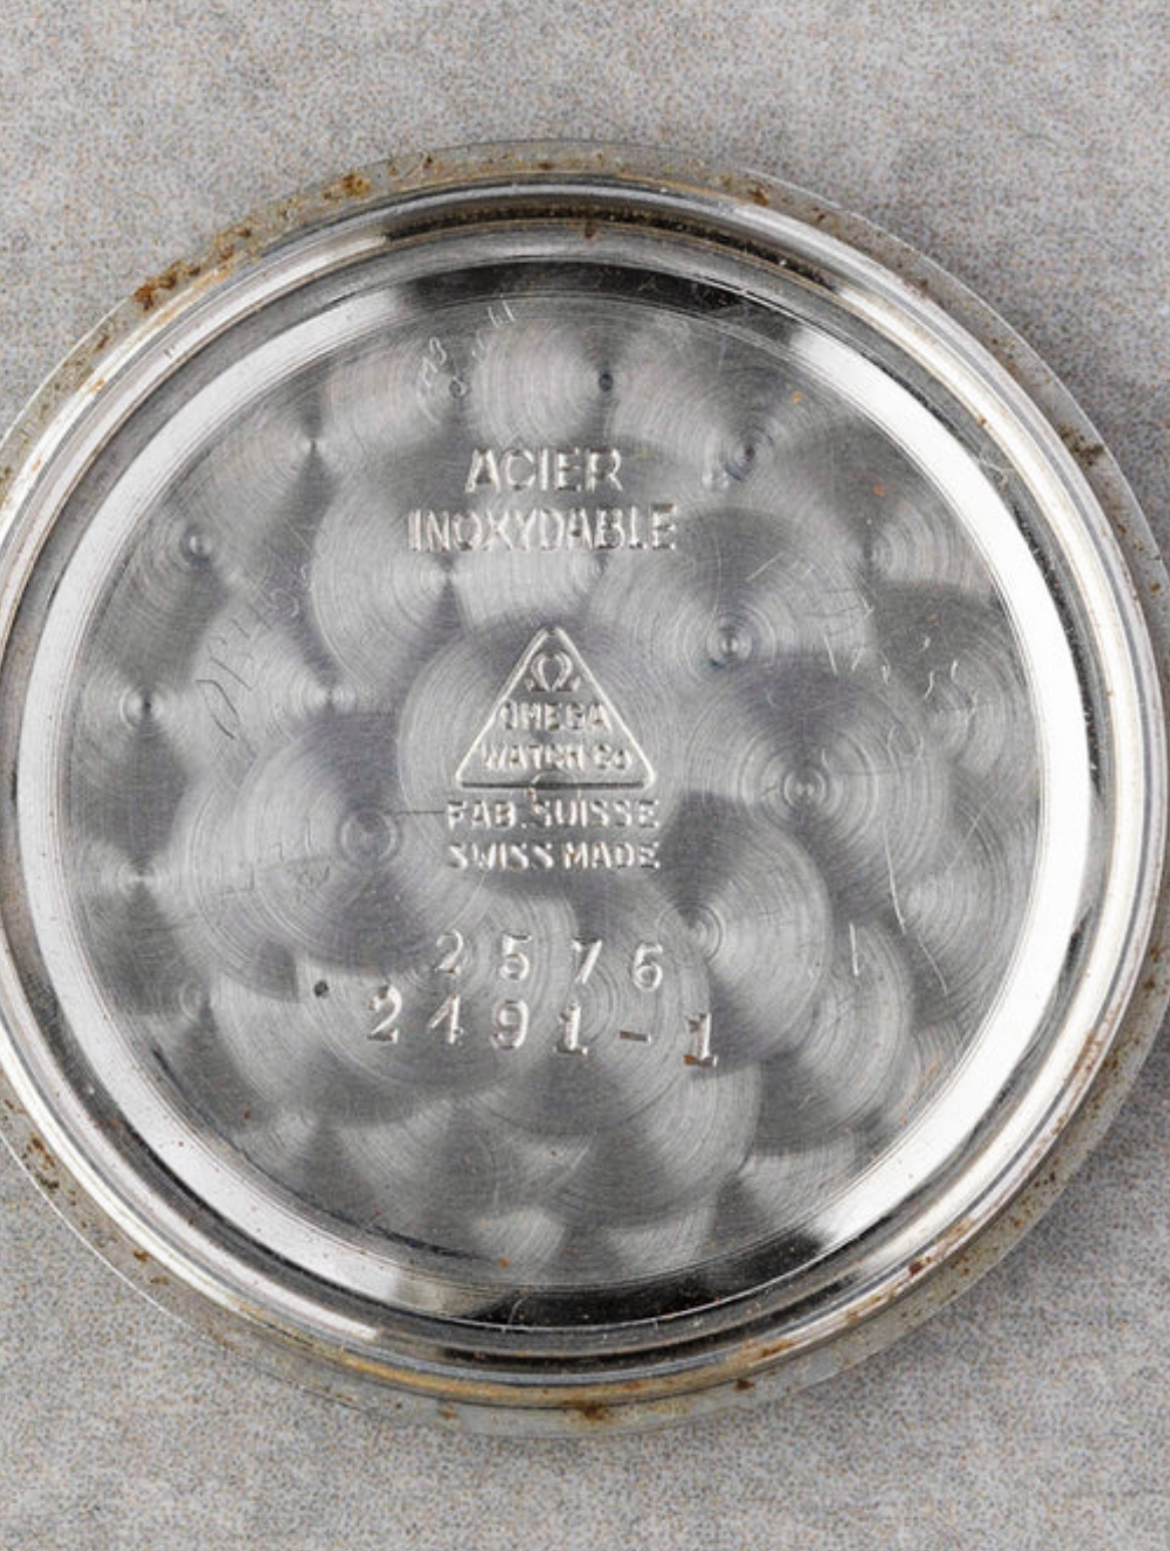 ACIER
INOXYDABLE
Ω
OMEGA
WATCH Co
FAB. SUISSE
SWISS MADE
2576
2491-1